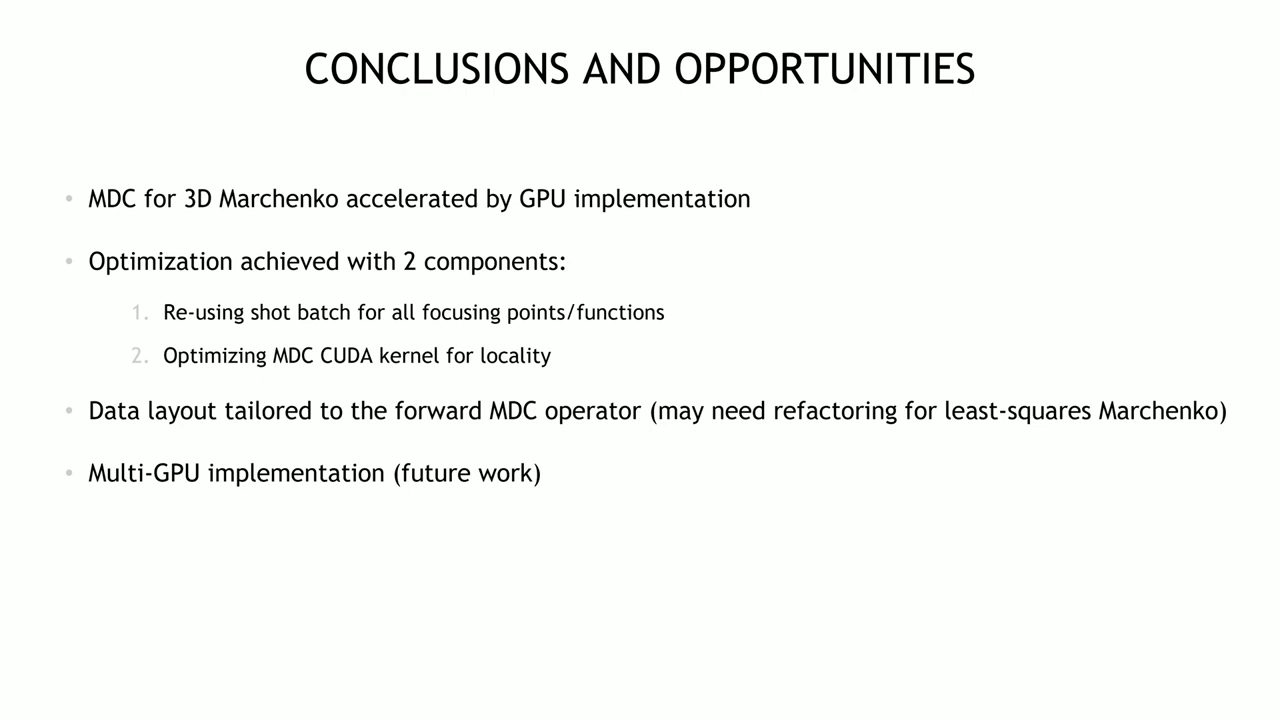 CONCLUSIONS AND OPPORTUNITIES
• MDC for 3D Marchenko accelerated by GPU implementation
• Optimization achieved with 2 components:
1. Re-using shot batch for all focusing points/functions
2. Optimizing MDC CUDA kernel for locality
• Data layout tailored to the forward MDC operator (may need refactoring for least-squares Marchenko)
• Multi-GPU implementation (future work)